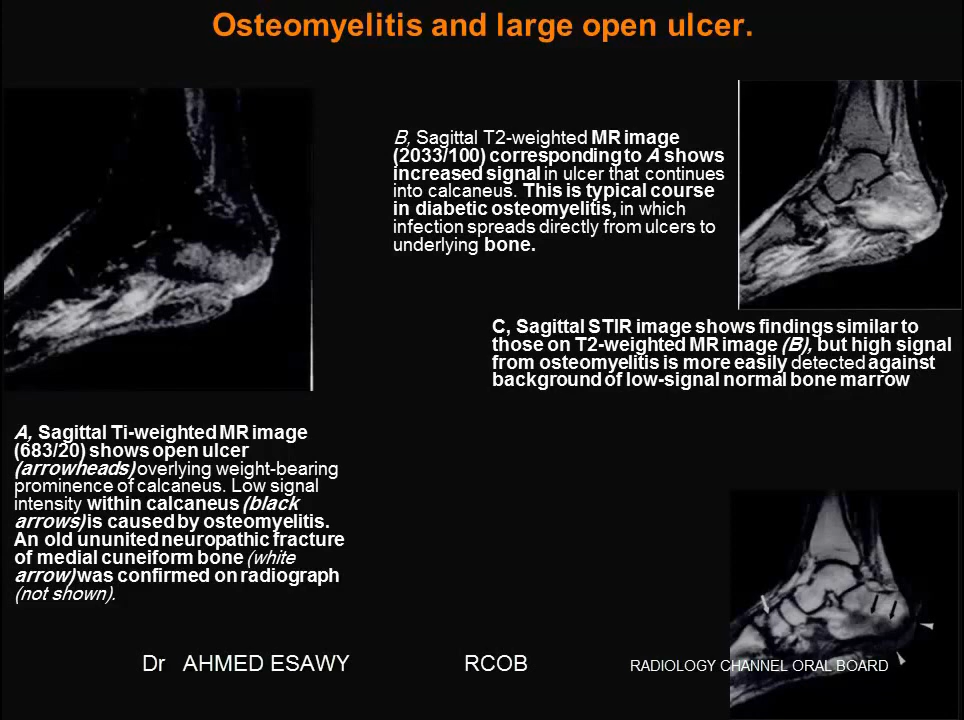 Osteomyelitis and large open ulcer.
B, Sagittal T2-weighted MR image
(2033/100) corresponding to A shows
increased signal in ulcer that continues
into calcaneus. This is typical course
in diabetic osteomyelitis, in which
infection spreads directly from ulcers to
underlying bone.
C, Sagittal STIR image shows findings similar to
those on T2-weighted MR image (B), but high signal
from osteomyelitis is more easily detected against
background of low-signal normal bone marrow
A, Sagittal Ti-weighted MR image
(683/20) shows open ulcer
(arrowheads) overlying weight-bearing
prominence of calcaneus. Low signal
intensity within calcaneus (black
arrows) is caused by osteomyelitis.
An old ununited neuropathic fracture
of medial cuneiform bone (white
arrow) was confirmed on radiograph
(not shown).
Dr AHMED ESAWY RCOB RADIOLOGY CHANNEL ORAL BOARD